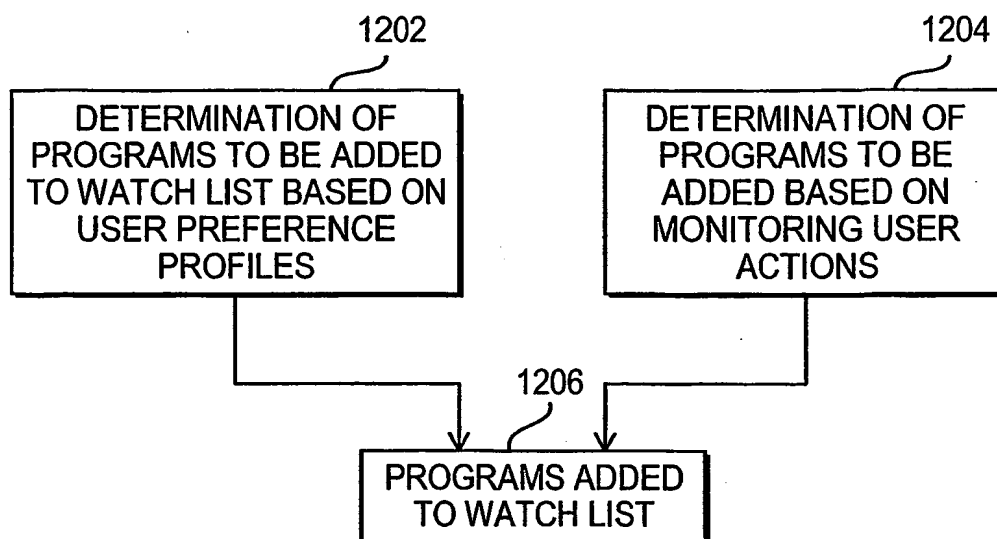 1202
DETERMINATION OF
PROGRAMS TO BE ADDED
TO WATCH LIST BASED ON
USER PREFERENCE
PROFILES
1204
DETERMINATION OF
PROGRAMS TO BE
ADDED BASED ON
MONITORING USER
ACTIONS
1206
PROGRAMS ADDED
TO WATCH LIST